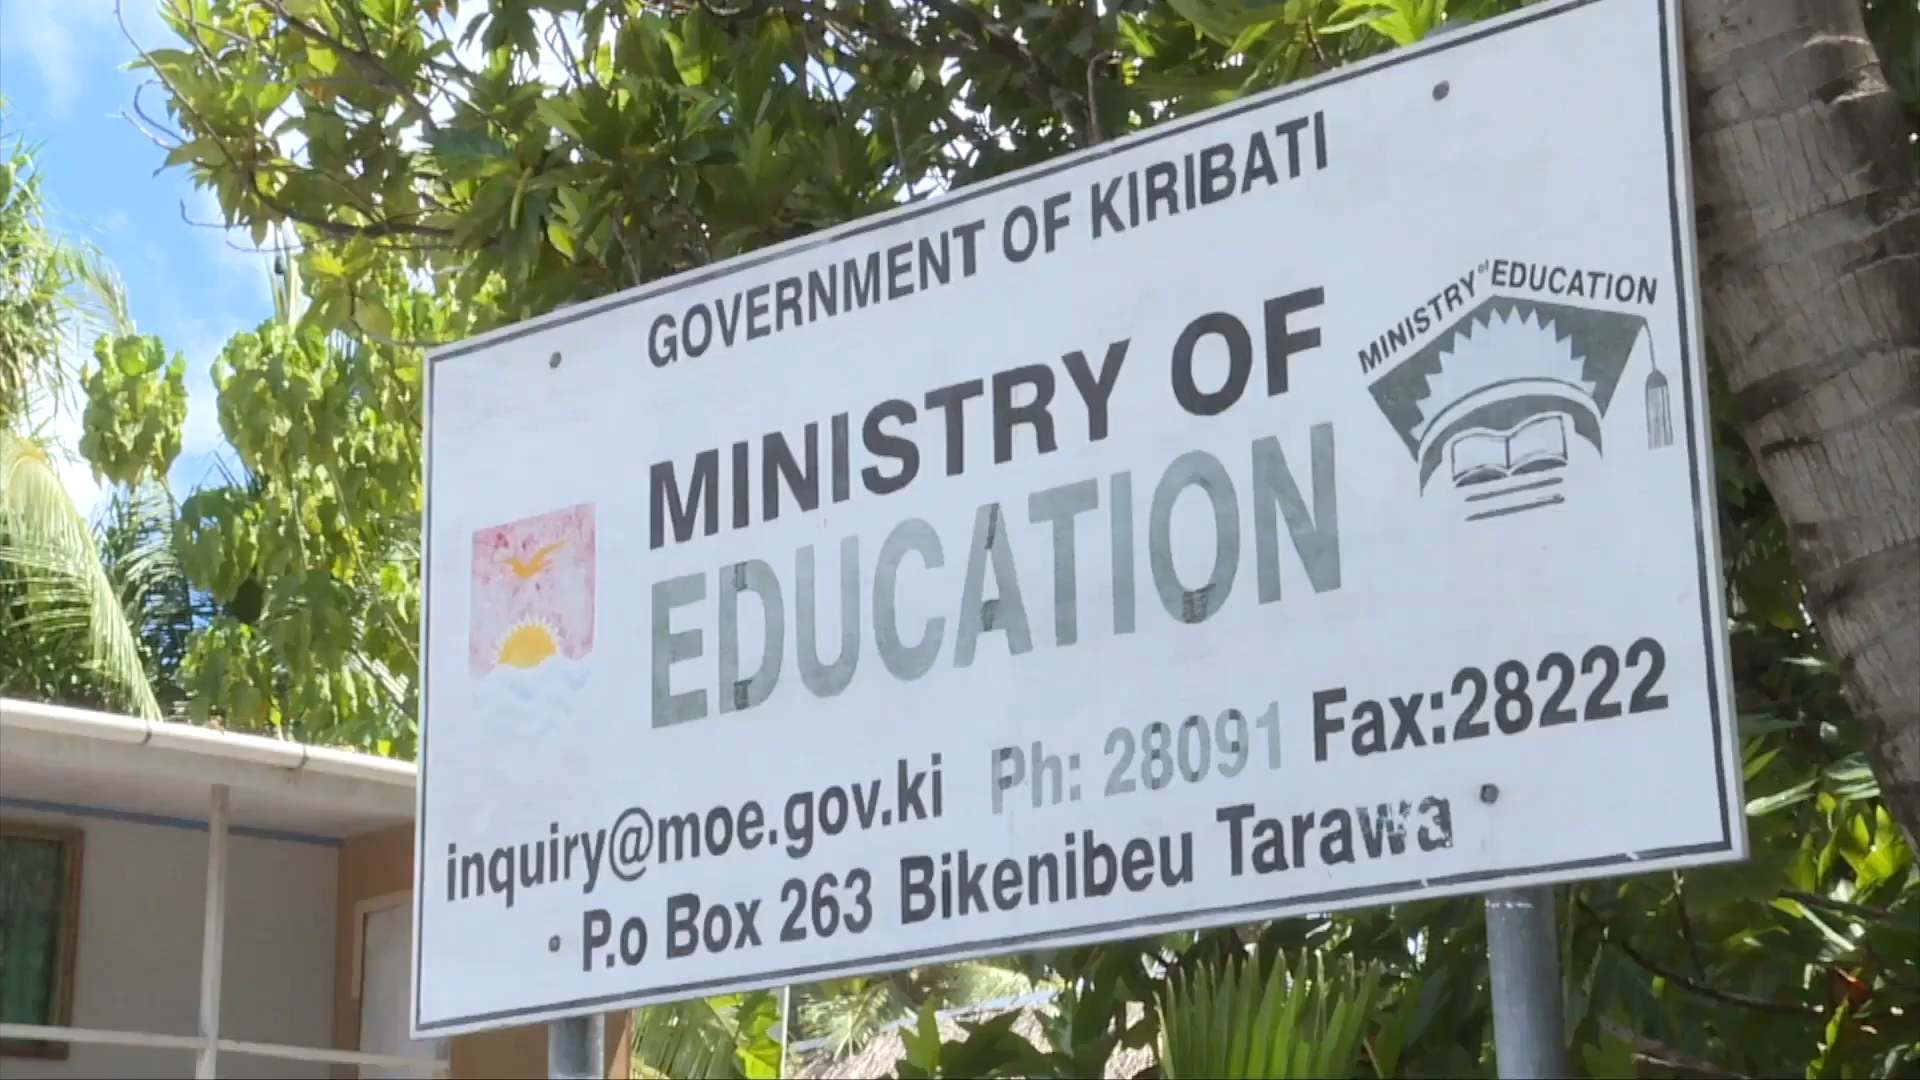 GOVERNMENT OF KIRIBATI
MINISTRY of EDUCATION
MINISTRY OF
EDUCATION
inquiry@moe.gov.ki Ph: 28091 Fax:28222
P.o Box 263 Bikenibeu Tarawa